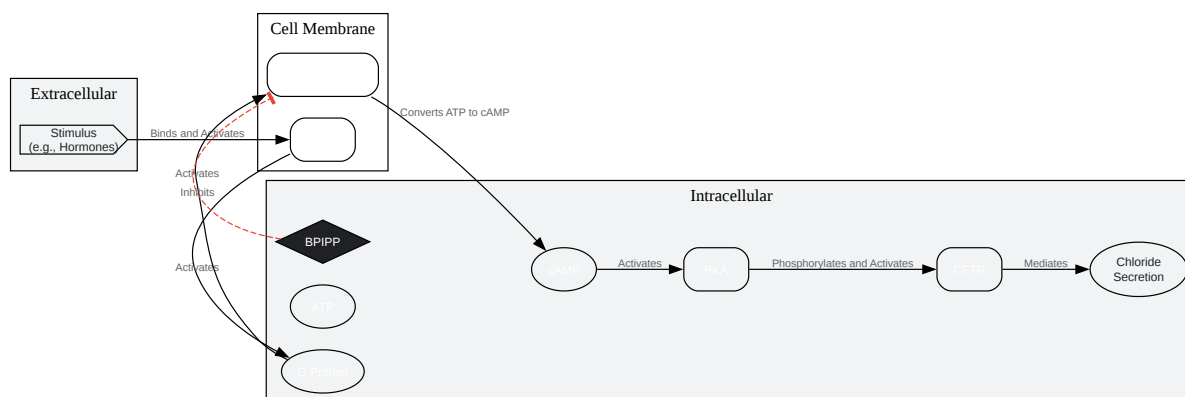 Cell Membrane
Extracellular
Stimulus
(e.g., Hormones)
Binds and Activates
Converts ATP to cAMP
Activates
Inhibits
Intracellular
BPIPP
Activates
cAMP
Activates
PKA
Phosphorylates and Activates
CFTR
Mediates
Chloride
Secretion
ATP
G Protein